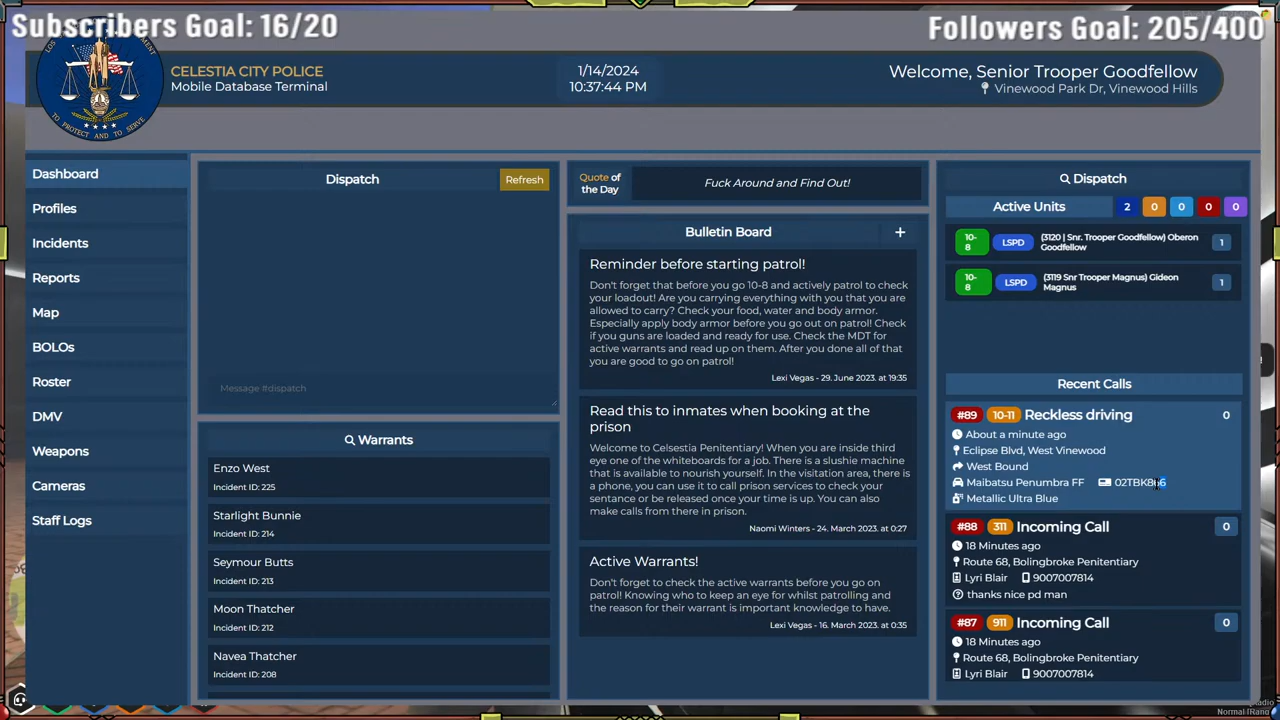 Subscribers Goal: 16/20
Followers Goal: 205/400
CELESTIA CITY POLICE
Mobile Database Terminal
1/14/2024
10:37:44 PM
Welcome, Senior Trooper Goodfellow
Vinewood Park Dr, Vinewood Hills
TO PROTECT AND TO SERVE
Dashboard
Profiles
Incidents
Reports
Map
BOLOs
Roster
DMV
Weapons
Cameras
Staff Logs
Dispatch
Refresh
Message #dispatch
Warrants
Enzo West
Incident ID: 225
Starlight Bunnie
Incident ID: 214
Seymour Butts
Incident ID: 213
Moon Thatcher
Incident ID: 212
Navea Thatcher
Incident ID: 208
Quote of
the Day
Fuck Around and Find Out!
Bulletin Board
+
Reminder before starting patrol!
Don't forget that before you go 10-8 and actively patrol to check
your loadout! Are you carrying everything with you that you are
allowed to carry? Check your food, water and body armor.
Especially apply body armor before you go out on patrol! Check
if you guns are loaded and ready for use. Check the MDT for
active warrants and read up on them. After you done all of that
you are good to go on patrol!
Lexi Vegas - 29. June 2023. at 19:35
Read this to inmates when booking at the
prison
Welcome to Celsestia Penitentiary! When you are inside third
eye one of the whiteboards for a job. There is a slushie machine
that is available to nourish yourself. In the visitation area, there is
a phone, you can use it to call prison services to check your
sentance or be released once your time is up. You can also
make calls from there in prison.
Naomi Winters - 24. March 2023. at 0:27
Active Warrants!
Don't forget to check the active warrants before you go on
patrol! Knowing who to keep an eye for whilst patrolling and
the reason for their warrant is important knowledge to have.
Lexi Vegas - 16. March 2023. at 0:35
Dispatch
Active Units 2 0 0 0 0
10-8 LSPD (3120 | Snr. Trooper Goodfellow) Oberon
Goodfellow 1
10-8 LSPD (3119 Snr Trooper Magnus) Gideon
Magnus 1
Recent Calls
#89 10-11 Reckless driving 0
About a minute ago
Eclipse Blvd, West Vinewood
West Bound
Maibatsu Penumbra FF
Metallic Ultra Blue
#88 311 Incoming Call 0
18 Minutes ago
Route 68, Bolingbroke Penitentiary
Lyri Blair 9007007814
thanks nice pd man
#87 911 Incoming Call 0
18 Minutes ago
Route 68, Bolingbroke Penitentiary
Lyri Blair 9007007814
Normal